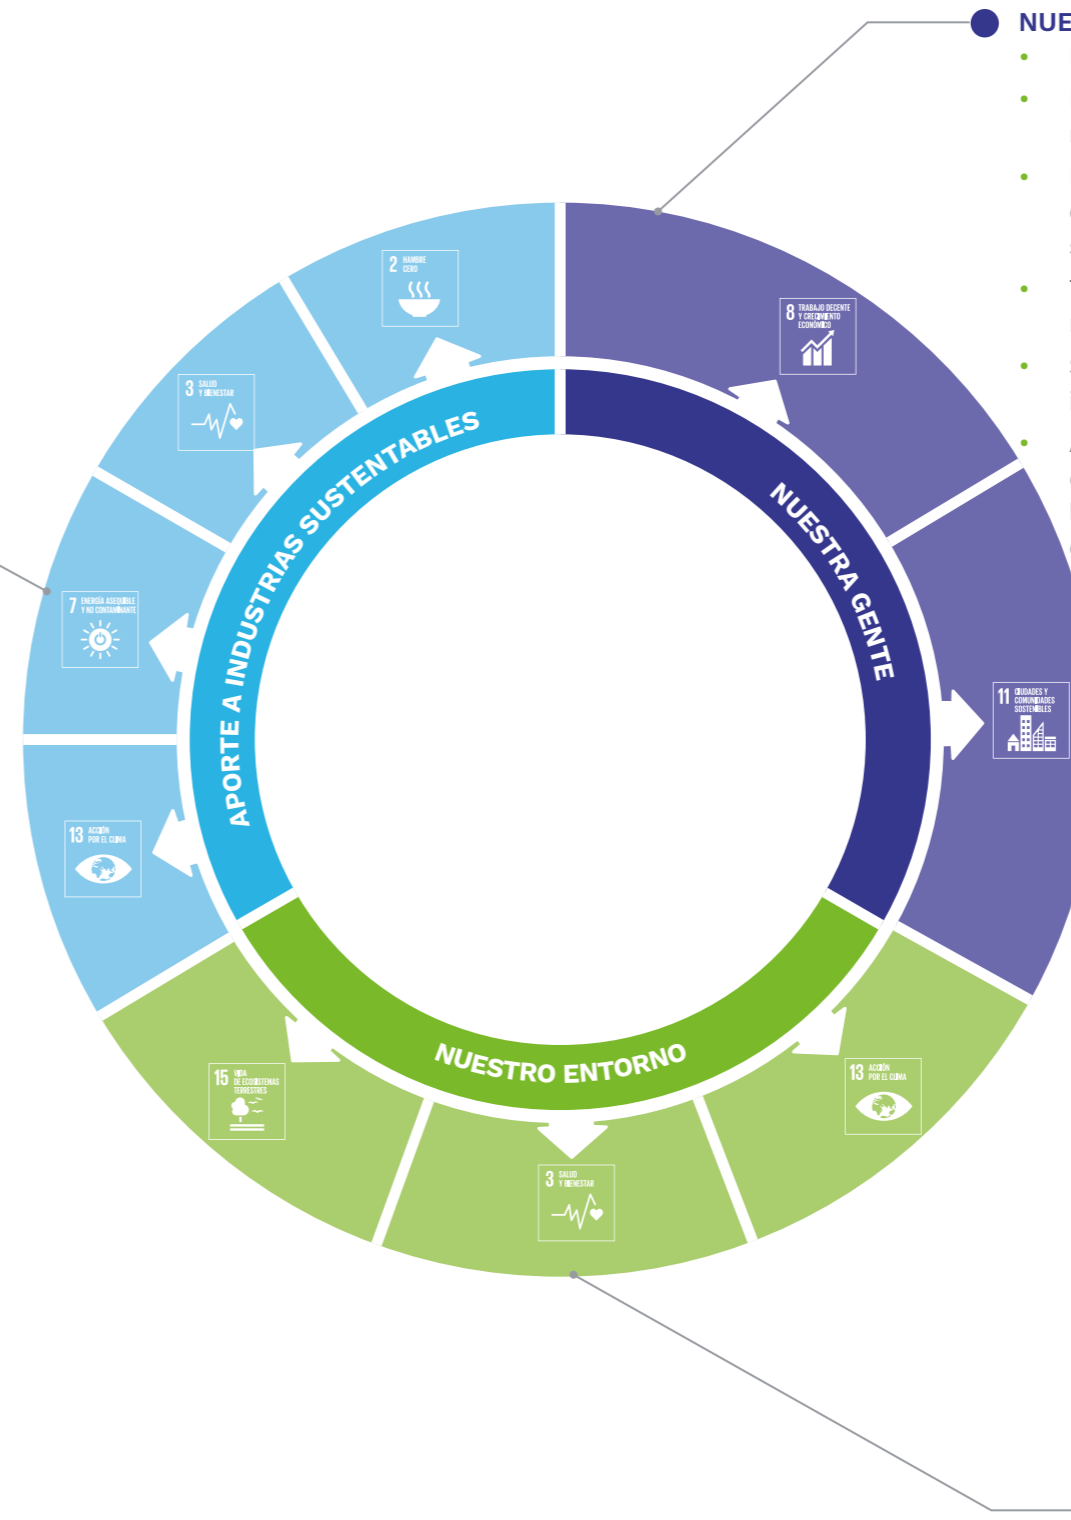 NUE
2 HAMBRE
CERO
8 TRABAJO DECENTE
Y CRECIMIENTO
ECONÓMICO
3 SALUD
Y BIENESTAR
APORTE A INDUSTRIAS SUSTENTABLES
NUESTRA GENTE
7 ENERGÍA ASEQUIBLE
Y NO CONTAMINANTE
11 CIUDADES Y
COMUNIDADES
SOSTENIBLES
13 ACCIÓN
POR EL CLIMA
NUESTRO ENTORNO
15 VIDA
DE ECOSISTEMAS
TERRESTRES
13 ACCIÓN
POR EL CLIMA
3 SALUD
Y BIENESTAR